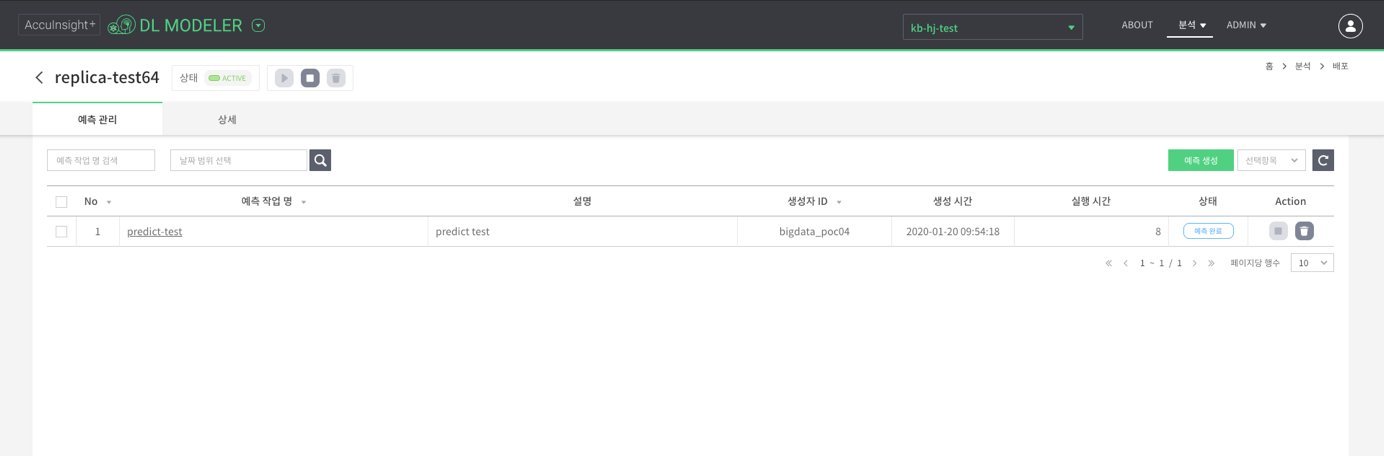 AccuInsight+ DL MODELER kb-hj-test ABOUT 분석 ADMIN
replica-test64 상태 ACTIVE 홈 분석 배포
예측 관리 상세
예측 작업 명 검색 날짜 범위 선택 예측 생성 선택항목
No 예측 작업 명 설명 생성자 ID 생성 시간 실행 시간 상태 Action
1 predict-test predict test bigdata_poc04 2020-01-20 09:54:18 8 예측 완료
1 ~ 1 / 1 페이지당 행수 10